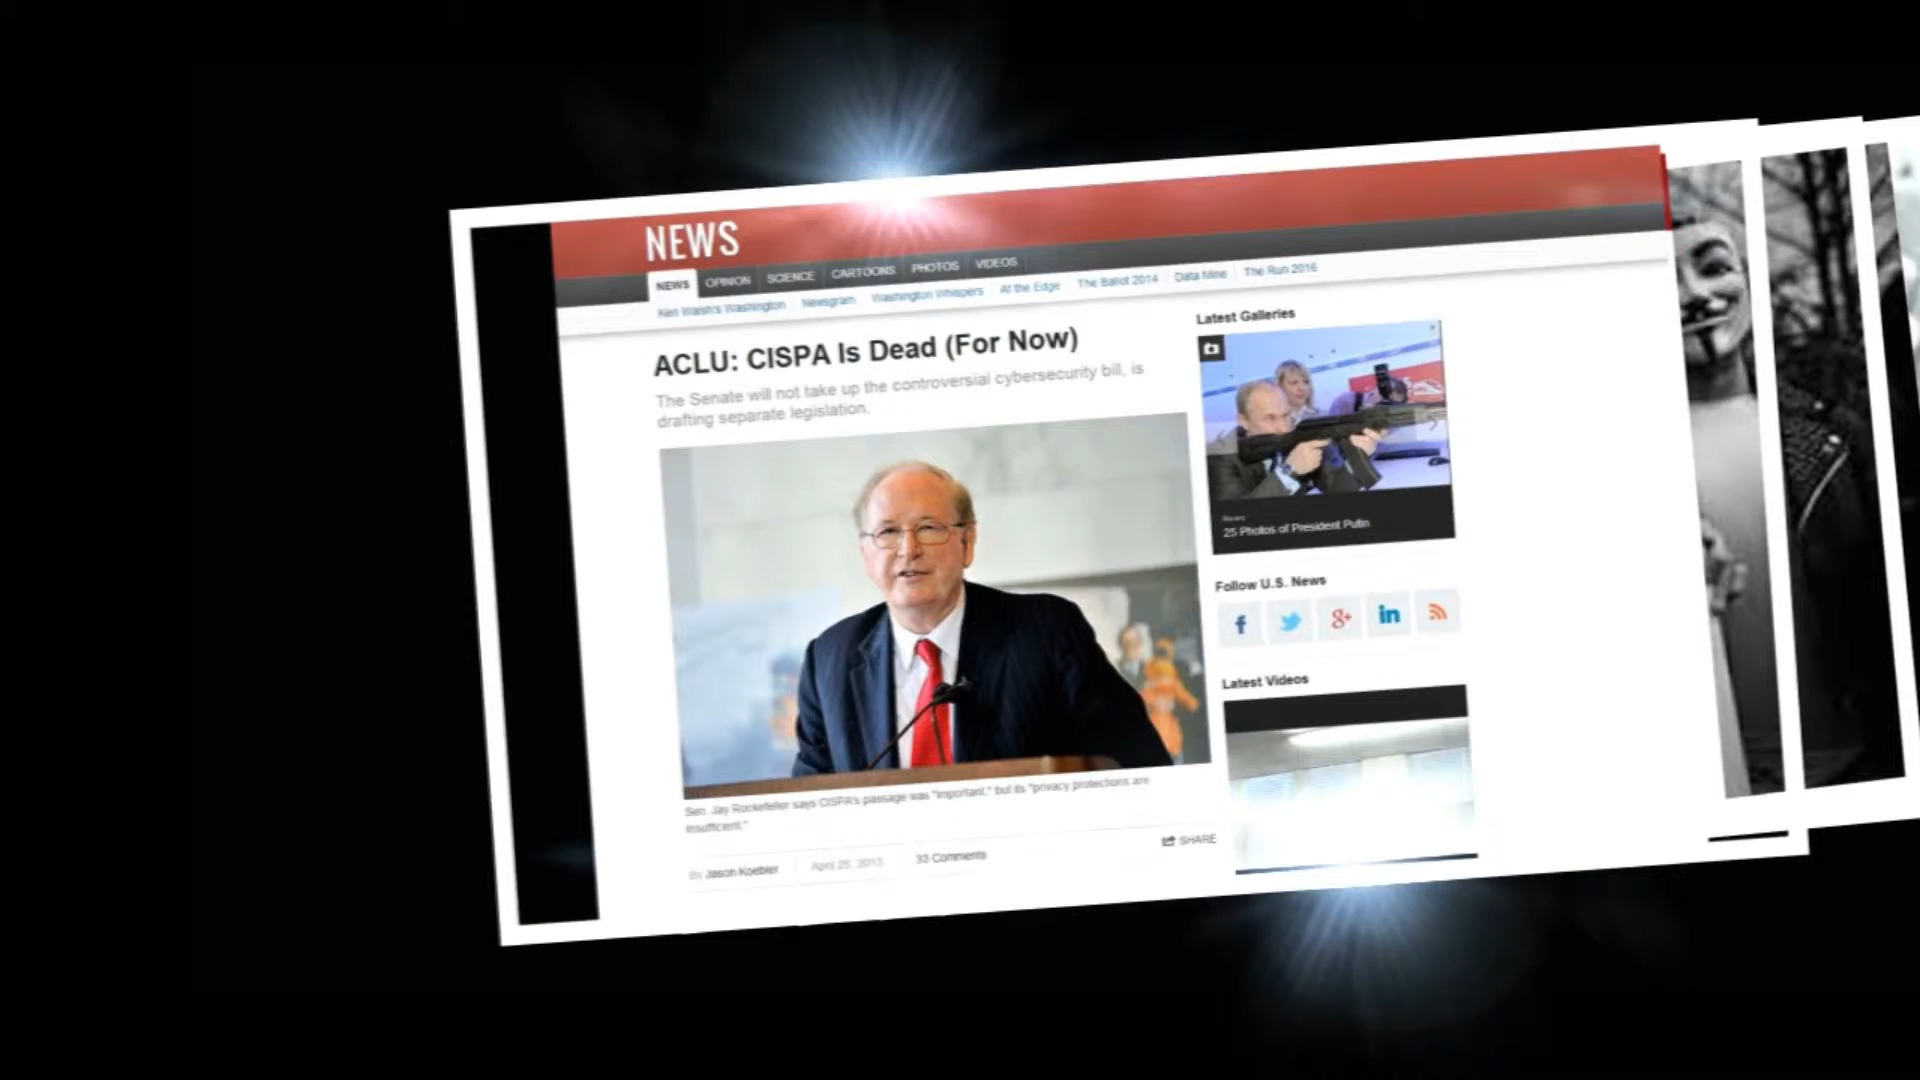 NEWS
NEWS OPINION SCIENCE CARTOONS PHOTOS VIDEOS
Ken Walsh's Washington Newsgram Washington Whispers At the Edge The Ballot 2014 Data Mine The Run 2016
ACLU: CISPA Is Dead (For Now)
The Senate will not take up the controversial cybersecurity bill, is
drafting separate legislation.
Sen. Jay Rockefeller says CISPA's passage was "important," but its "privacy protections are
insufficient."
By Jason Koebler April 25, 2013 33 Comments
SHARE
Latest Galleries
25 Photos of President Putin
Follow U.S. News
f g+ in
Latest Videos